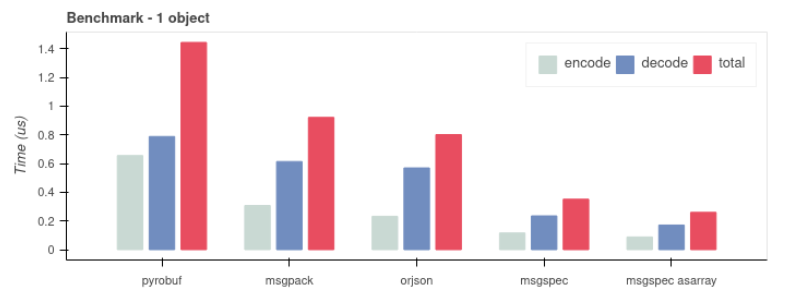 Benchmark - 1 object
encode decode total
Time (us)
1.4
1.2
1
0.8
0.6
0.4
0.2
0
pyrobuf msgpack orjson msgspec msgspec asarray